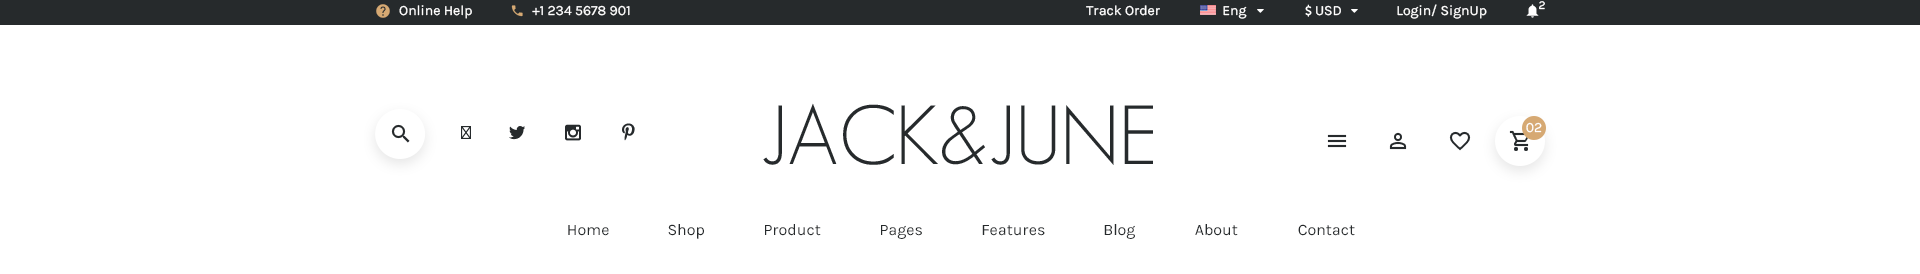 Online Help +1 234 5678 901 Track Order Eng $ USD Login/ SignUp 2
JACK&JUNE 02
Home Shop Product Pages Features Blog About Contact